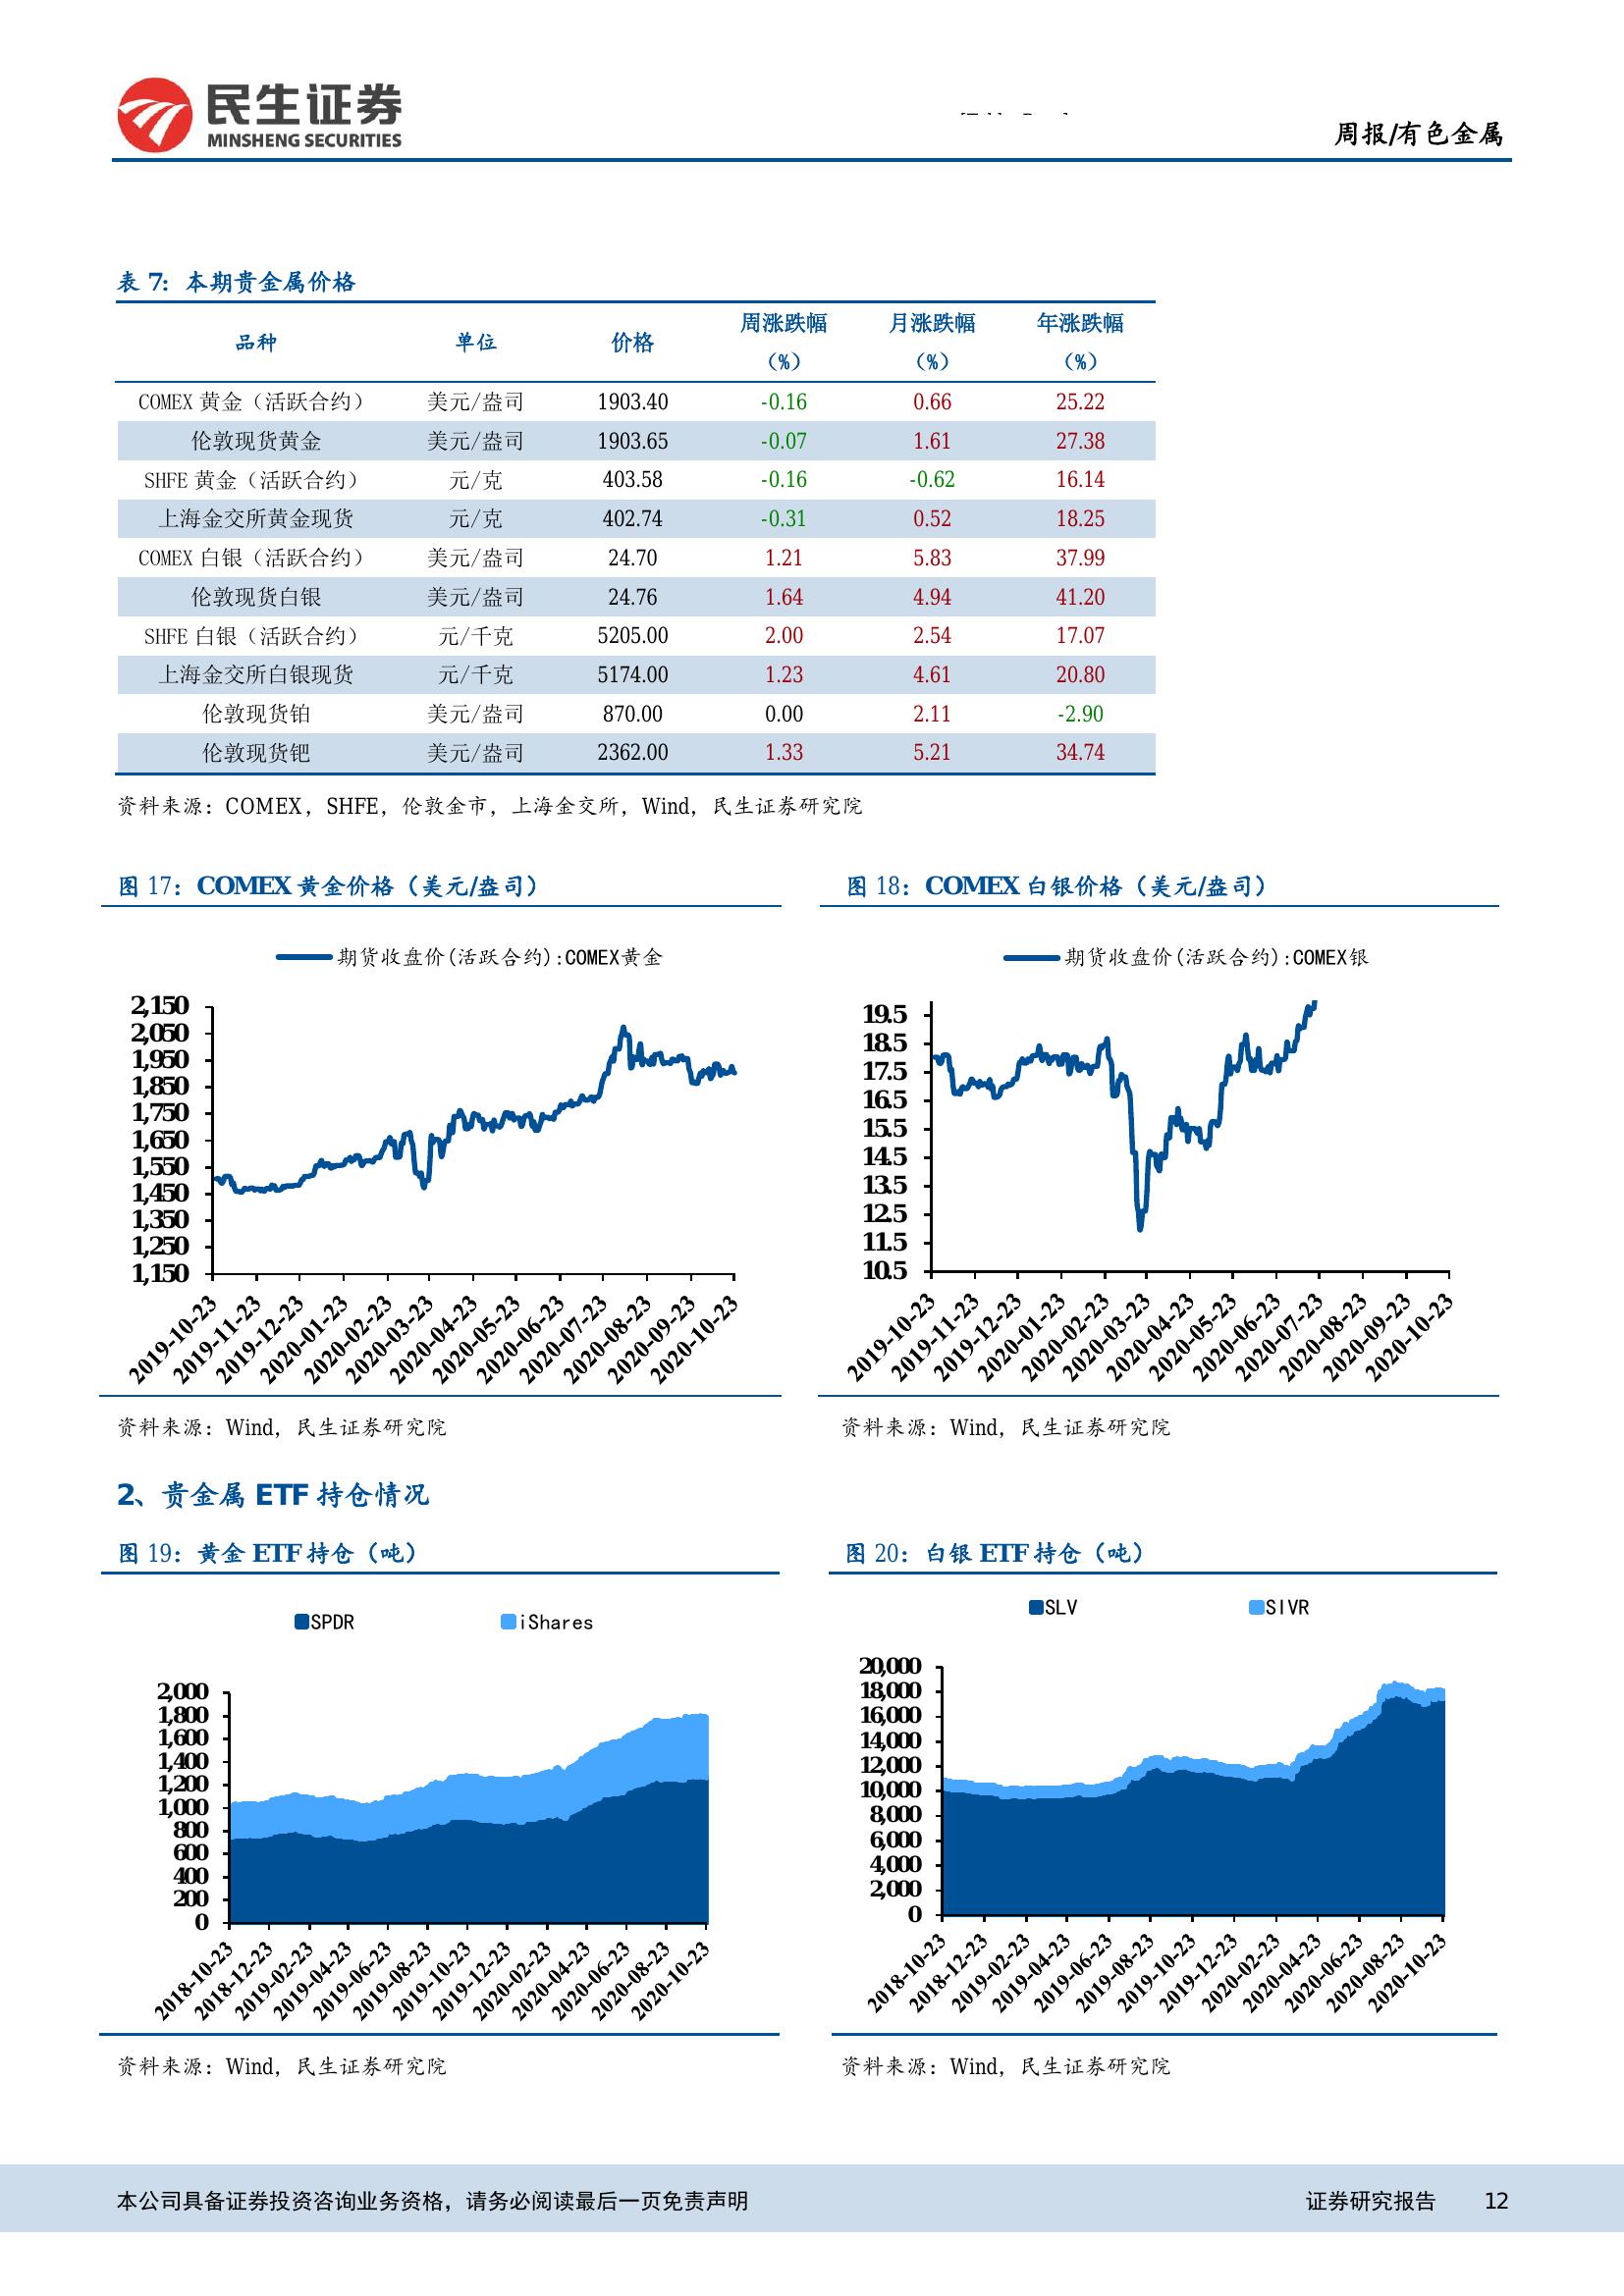 民生证券
MINSHENG SECURITIES
周报/有色金属
表 7：本期贵金属价格
品种 单位 价格 周涨跌幅（%） 月涨跌幅（%） 年涨跌幅（%）
COMEX 黄金（活跃合约） 美元/盎司 1903.40 -0.16 0.66 25.22
伦敦现货黄金 美元/盎司 1903.65 -0.07 1.61 27.38
SHFE 黄金（活跃合约） 元/克 403.58 -0.16 -0.62 16.14
上海金交所黄金现货 元/克 402.74 -0.31 0.52 18.25
COMEX 白银（活跃合约） 美元/盎司 24.70 1.21 5.83 37.99
伦敦现货白银 美元/盎司 24.76 1.64 4.94 41.20
SHFE 白银（活跃合约） 元/千克 5205.00 2.00 2.54 17.07
上海金交所白银现货 元/千克 5174.00 1.23 4.61 20.80
伦敦现货铂 美元/盎司 870.00 0.00 2.11 -2.90
伦敦现货钯 美元/盎司 2362.00 1.33 5.21 34.74
资料来源：COMEX，SHFE，伦敦金市，上海金交所，Wind，民生证券研究院
图 17：COMEX 黄金价格（美元/盎司）
期货收盘价(活跃合约):COMEX黄金
2,150
2,050
1,950
1,850
1,750
1,650
1,550
1,450
1,350
1,250
1,150
2019-10-23 2019-11-23 2019-12-23 2020-01-23 2020-02-23 2020-03-23 2020-04-23 2020-05-23 2020-06-23 2020-07-23 2020-08-23 2020-09-23 2020-10-23
资料来源：Wind，民生证券研究院
图 18：COMEX 白银价格（美元/盎司）
期货收盘价(活跃合约):COMEX银
19.5
18.5
17.5
16.5
15.5
14.5
13.5
12.5
11.5
10.5
2019-10-23 2019-11-23 2019-12-23 2020-01-23 2020-02-23 2020-03-23 2020-04-23 2020-05-23 2020-06-23 2020-07-23 2020-08-23 2020-09-23 2020-10-23
资料来源：Wind，民生证券研究院
2、贵金属 ETF 持仓情况
图 19：黄金 ETF 持仓（吨）
SPDR iShares
2,000
1,800
1,600
1,400
1,200
1,000
800
600
400
200
0
2018-10-23 2018-12-23 2019-02-23 2019-04-23 2019-06-23 2019-08-23 2019-10-23 2019-12-23 2020-02-23 2020-04-23 2020-06-23 2020-08-23 2020-10-23
资料来源：Wind，民生证券研究院
图 20：白银 ETF 持仓（吨）
SLV SIVR
20,000
18,000
16,000
14,000
12,000
10,000
8,000
6,000
4,000
2,000
0
2018-10-23 2018-12-23 2019-02-23 2019-04-23 2019-06-23 2019-08-23 2019-10-23 2019-12-23 2020-02-23 2020-04-23 2020-06-23 2020-08-23 2020-10-23
资料来源：Wind，民生证券研究院
本公司具备证券投资咨询业务资格，请务必阅读最后一页免责声明 证券研究报告 12